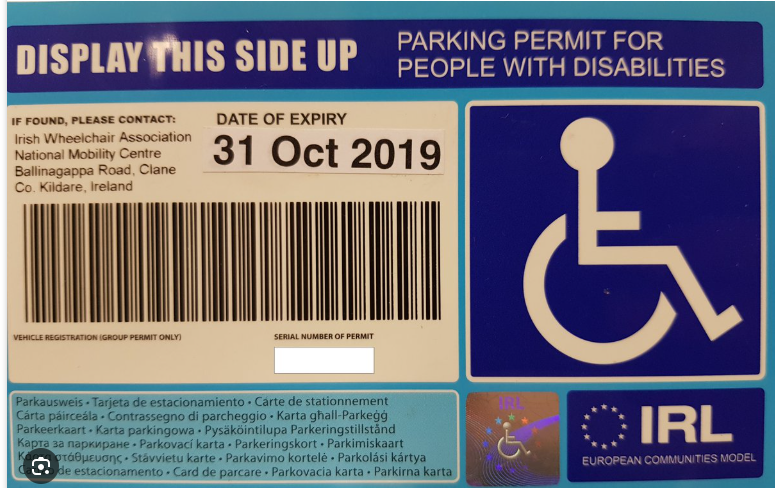 DISPLAY THIS SIDE UP
PARKING PERMIT FOR
PEOPLE WITH DISABILITIES
IF FOUND, PLEASE CONTACT:
Irish Wheelchair Association
National Mobility Centre
Ballinagappa Road, Clane
Co. Kildare, Ireland
DATE OF EXPIRY
31 Oct 2019
VEHICLE REGISTRATION (GROUP PERMIT ONLY)
SERIAL NUMBER OF PERMIT
Parkausweis • Tarjeta de estacionamiento • Carte de stationnement
Cárta páirceála • Contrassegno di parcheggio • Karta għall-Parkeġġ
Parkeerkaart • Karta parkingowa • Pysäköintilupa Parkeringstillstånd
Карта за паркиране • Parkovací karta • Parkeringskort • Parkimiskaart
• Stāvvietu karte • Parkavimo kortelė • Parkolási kártya
de estacionamento • Card de parcare • Parkovacia karta • Parkirna karta
IRL
IRL
EUROPEAN COMMUNITIES MODEL